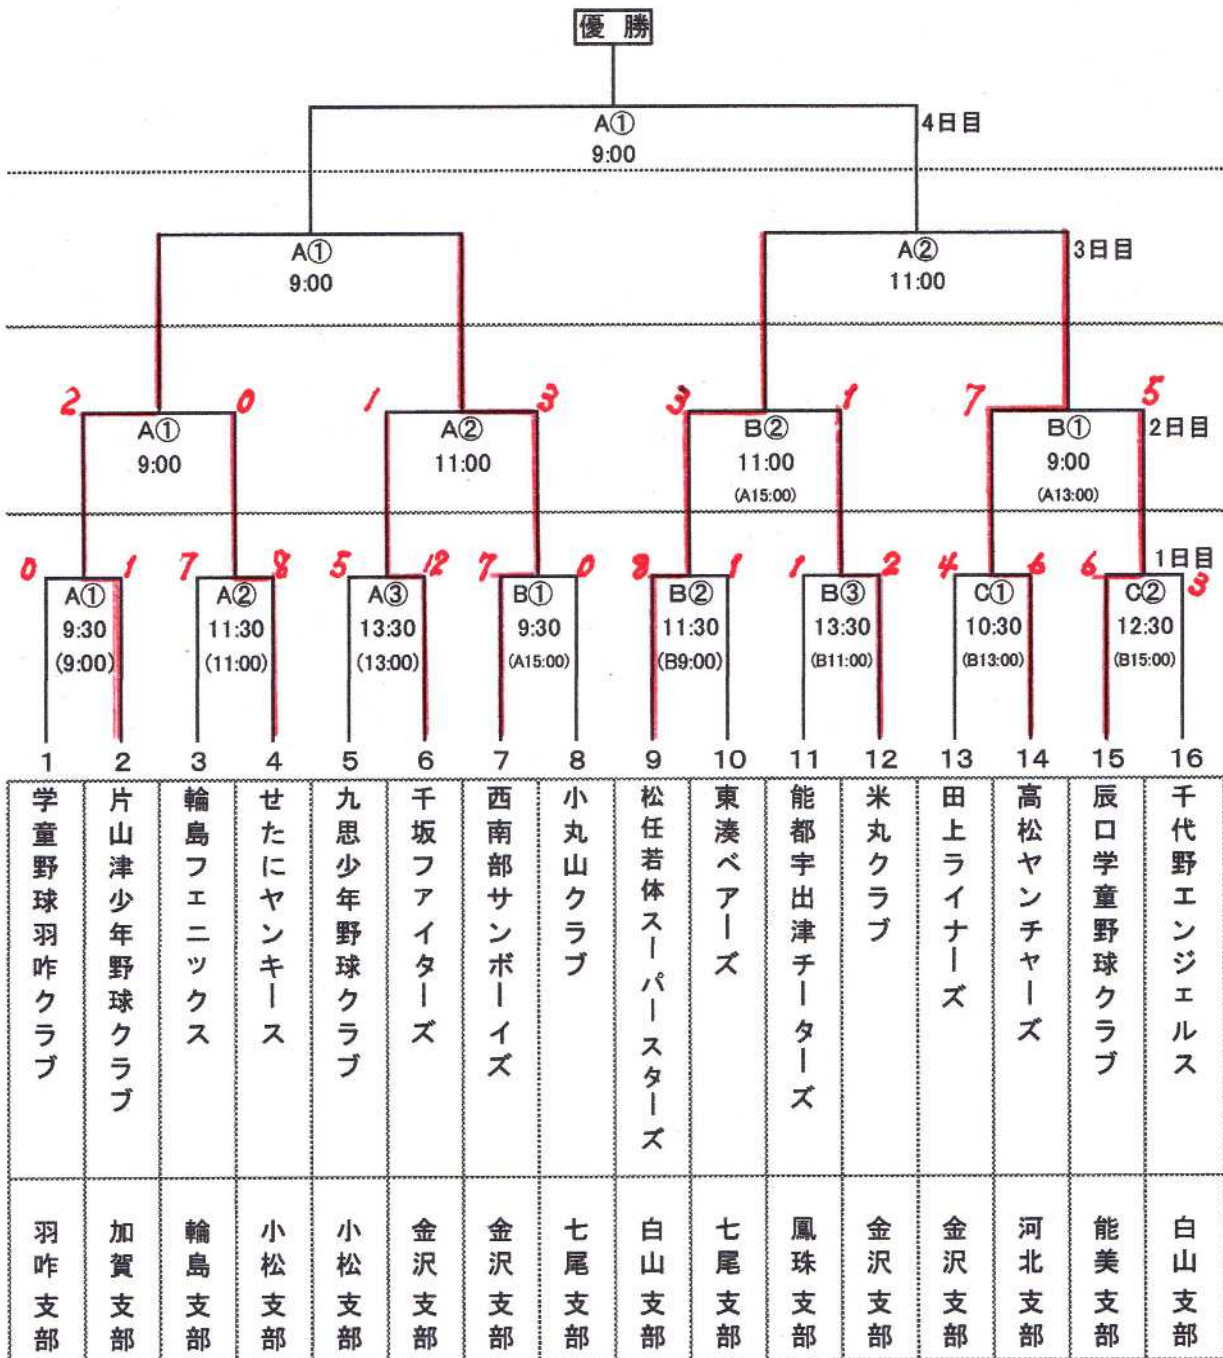 優勝
A① 4日目
9:00
A① A② 3日目
9:00 11:00
2 0 1 3 3 1 7 5
A① A② B② B① 2日目
9:00 11:00 11:00 9:00
(A15:00) (A13:00)
0 1 7 8 5 12 7 0 8 1 1 2 4 6 6 3 1日目
A① A② A③ B① B② B③ C① C②
9:30 11:30 13:30 9:30 11:30 13:30 10:30 12:30
(9:00) (11:00) (13:00) (A15:00) (B9:00) (B11:00) (B13:00) (B15:00)
1 2 3 4 5 6 7 8 9 10 11 12 13 14 15 16
学童野球羽咋クラブ
片山津少年野球クラブ
輪島フェニックス
せたにヤンキース
九思少年野球クラブ
千坂ファイターズ
西南部サンボーイズ
小丸山クラブ
松任若体スーパースターズ
東湊ベアーズ
能都宇出津チーターズ
米丸クラブ
田上ライナーズ
高松ヤンチャーズ
辰口学童野球クラブ
千代野エンジェルス
羽咋支部
加賀支部
輪島支部
小松支部
小松支部
金沢支部
金沢支部
七尾支部
白山支部
七尾支部
鳳珠支部
金沢支部
金沢支部
河北支部
能美支部
白山支部